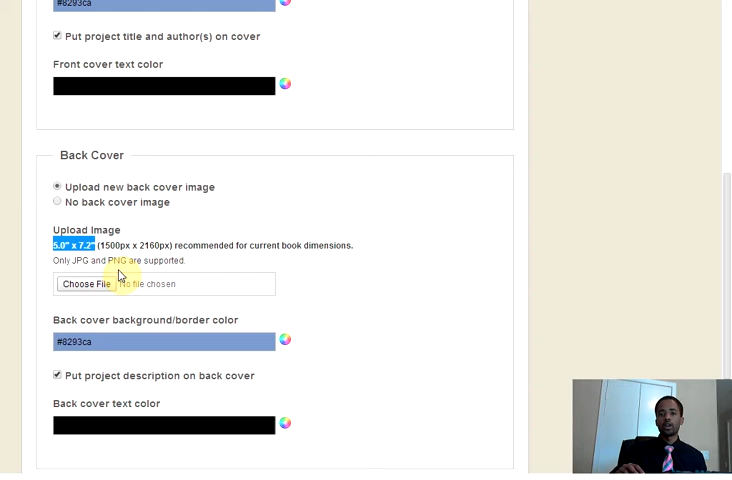 #8293ca
Put project title and author(s) on cover
Front cover text color
Back Cover
Upload new back cover image
No back cover image
Upload Image
5.0" x 7.2" (1500px x 2160px) recommended for current book dimensions.
Only JPG and PNG are supported.
Choose File No file chosen
Back cover background/border color
#8293ca
Put project description on back cover
Back cover text color